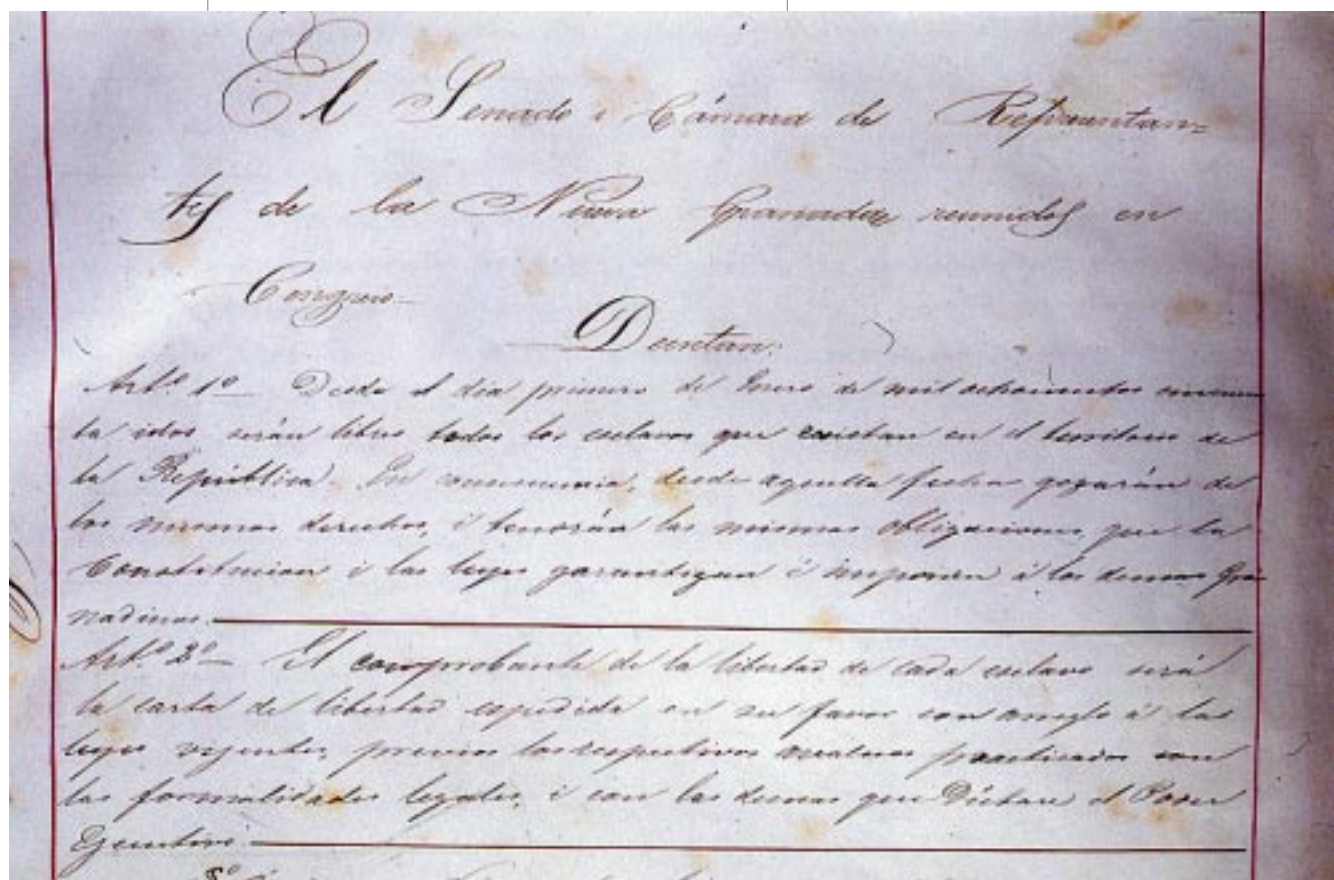 El Senado i Cámara de Representan=
tes de la Nueva Granada reunidos en
Congreso
Decretan:
Art.º 1º Desde el dia primero de Enero de mil ochocientos cincuen
ta idos serán libres todos los esclavos que existan en el territorio de
la República. En consecuencia, desde aquella fecha gozarán de
los mismos derechos, i tendrán las mismas obligaciones que la
Constitucion i las leyes garantizan é imponen á los demas Gra
nadinos.
Art.º 2º El comprobante de la libertad de cada esclavo será
la carta de libertad espedida en su favor con arreglo á las
leyes vijentes, previos los respectivos avaluos practicados con
las formalidades legales, i con las demas que Dictare el Poder
Ejecutivo